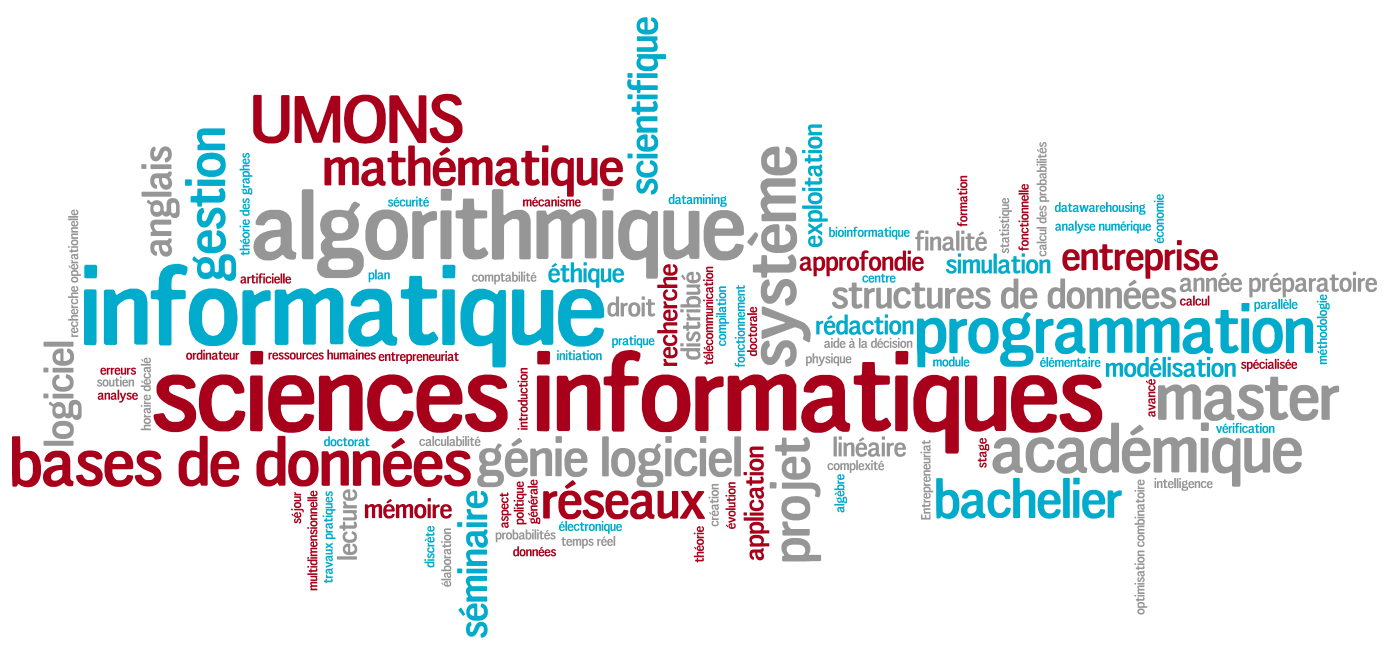 scientifique
UMONS
mathématique
gestion
anglais
théorie des graphes
algorithmique
sécurité
mécanisme
datamining
système
exploitation
bioinformatique
finalité
formation
statistique
fonctionnelle
calcul des probabilités
datawarehousing
analyse numérique
économie
recherche opérationnelle
artificielle
plan
comptabilité
éthique
approfondie
centre
simulation
entreprise
informatique
droit
recherche
distribué
télécommunication
compilation
fonctionnement
doctorale
structures de données
calcul
année préparatoire
parallèle
méthodologie
pratique
rédaction
aide à la décision
programmation
ordinateur
ressources humaines
entrepreneuriat
initiation
physique
module
élémentaire
modélisation
spécialisée
logiciel
erreurs
soutien
analyse
horaire décalé
sciences informatiques
introduction
avancé
master
vérification
bases de données
doctorat
calculabilité
génie logiciel
projet
linéaire
complexité
algèbre
Entrepreneuriat
stage
académique
intelligence
bachelier
optimisation combinatoire
séjour
multidimensionnelle
travaux pratiques
lecture
mémoire
discrète
élaboration
séminaire
aspect
politique
générale
réseaux
probabilités
électronique
temps réel
données
théorie
création
évolution
application